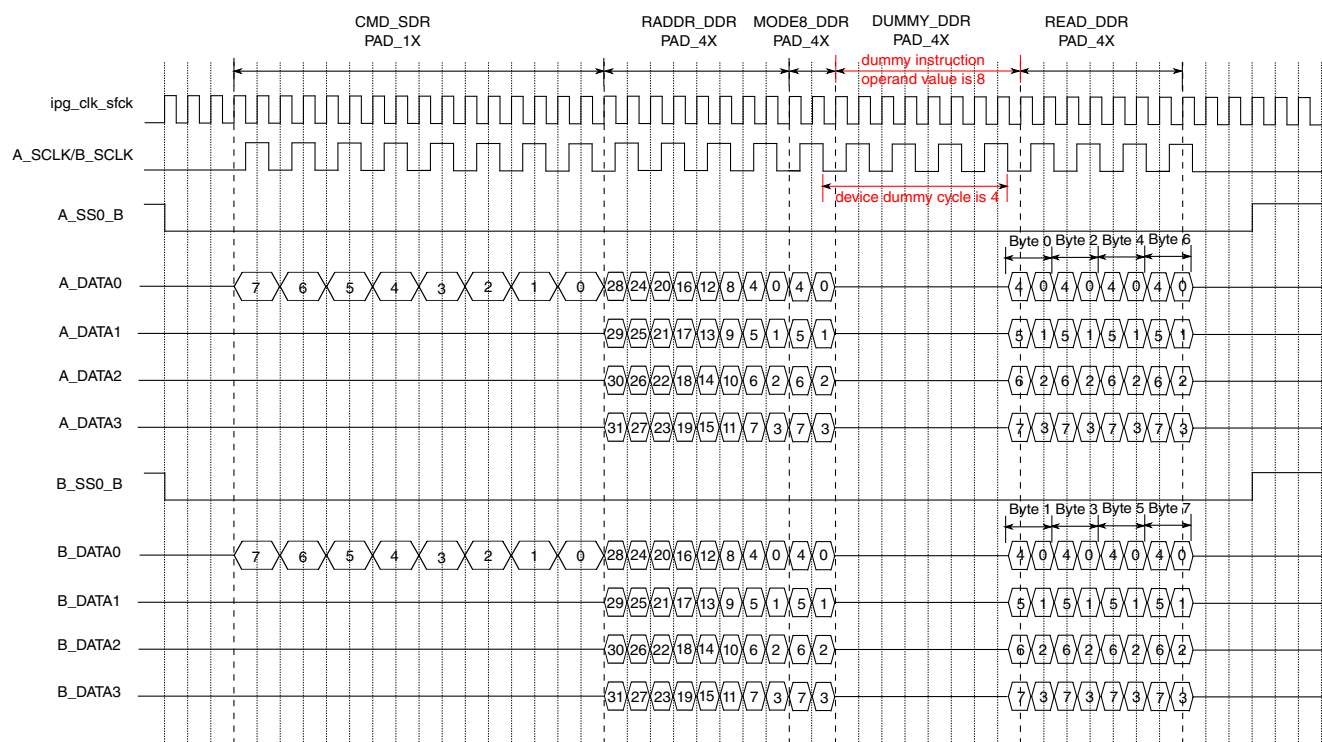 CMD_SDR RADDR_DDR MODE8_DDR DUMMY_DDR READ_DDR
PAD_1X PAD_4X PAD_4X PAD_4X PAD_4X
dummy instruction
operand value is 8
ipg_clk_sfck
A_SCLK/B_SCLK
device dummy cycle is 4
A_SS0_B
Byte 0 Byte 2 Byte 4 Byte 6
A_DATA0 7 6 5 4 3 2 1 0 28 24 20 16 12 8 4 0 4 0 4 0 4 0 4 0 4 0
A_DATA1 29 25 21 17 13 9 5 1 5 1 5 1 5 1 5 1 5 1
A_DATA2 30 26 22 18 14 10 6 2 6 2 6 2 6 2 6 2 6 2
A_DATA3 31 27 23 19 15 11 7 3 7 3 7 3 7 3 7 3 7 3
B_SS0_B
Byte 1 Byte 3 Byte 5 Byte 7
B_DATA0 7 6 5 4 3 2 1 0 28 24 20 16 12 8 4 0 4 0 4 0 4 0 4 0 4 0
B_DATA1 29 25 21 17 13 9 5 1 5 1 5 1 5 1 5 1 5 1
B_DATA2 30 26 22 18 14 10 6 2 6 2 6 2 6 2 6 2 6 2
B_DATA3 31 27 23 19 15 11 7 3 7 3 7 3 7 3 7 3 7 3